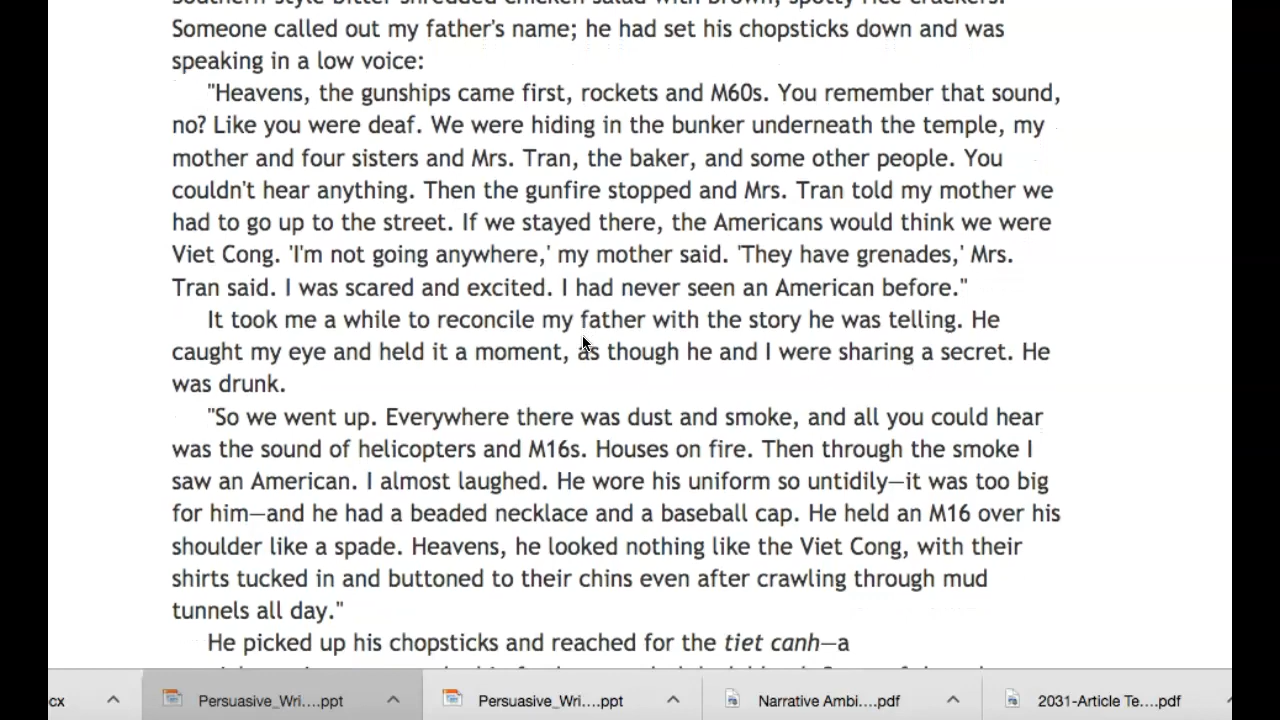 Southern-style bitter shredded chicken salad with brown, spotty rice crackers.
Someone called out my father's name; he had set his chopsticks down and was
speaking in a low voice:
"Heavens, the gunships came first, rockets and M60s. You remember that sound,
no? Like you were deaf. We were hiding in the bunker underneath the temple, my
mother and four sisters and Mrs. Tran, the baker, and some other people. You
couldn't hear anything. Then the gunfire stopped and Mrs. Tran told my mother we
had to go up to the street. If we stayed there, the Americans would think we were
Viet Cong. 'I'm not going anywhere,' my mother said. 'They have grenades,' Mrs.
Tran said. I was scared and excited. I had never seen an American before."
It took me a while to reconcile my father with the story he was telling. He
caught my eye and held it a moment, as though he and I were sharing a secret. He
was drunk.
"So we went up. Everywhere there was dust and smoke, and all you could hear
was the sound of helicopters and M16s. Houses on fire. Then through the smoke I
saw an American. I almost laughed. He wore his uniform so untidily—it was too big
for him—and he had a beaded necklace and a baseball cap. He held an M16 over his
shoulder like a spade. Heavens, he looked nothing like the Viet Cong, with their
shirts tucked in and buttoned to their chins even after crawling through mud
tunnels all day."
He picked up his chopsticks and reached for the tiet canh—a
cx Persuasive_Wri....ppt Persuasive_Wri....ppt Narrative Ambi....pdf 2031-Article Te....pdf